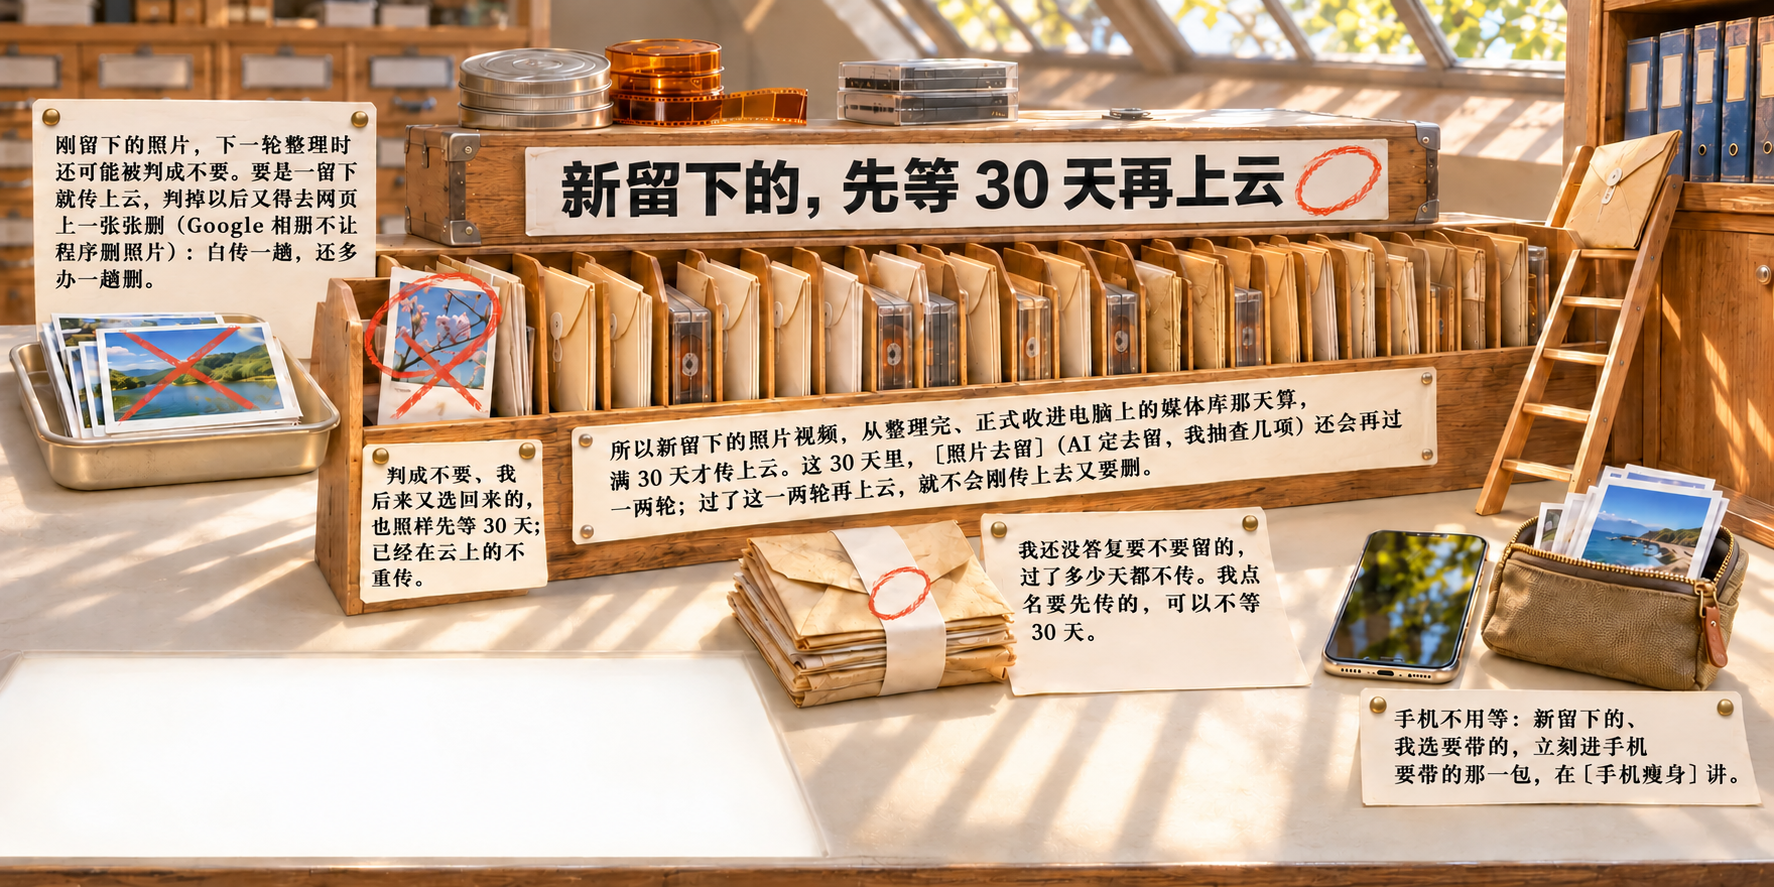 新留下的，先等 30 天再上云
刚留下的照片，下一轮整理时
还可能被判成不要。要是一留下
就传上云，判掉以后又得去网页
上一张张删（Google 相册不让
程序删照片）：白传一趟，还多
办一趟删。
所以新留下的照片视频，从整理完、正式收进电脑上的媒体库那天算，
满 30 天才传上云。这 30 天里，［照片去留］（AI 定去留，我抽查几项）还会再过
一两轮；过了这一两轮再上云，就不会刚传上去又要删。
判成不要、我
后来又选回来的，
也照样先等 30 天；
已经在云上的不
重传。
我还没答复要不要留的，
过了多少天都不传。我点
名要先传的，可以不等
30 天。
手机不用等：新留下的、
我选要带的，立刻进手机
要带的那一包，在［手机瘦身］讲。